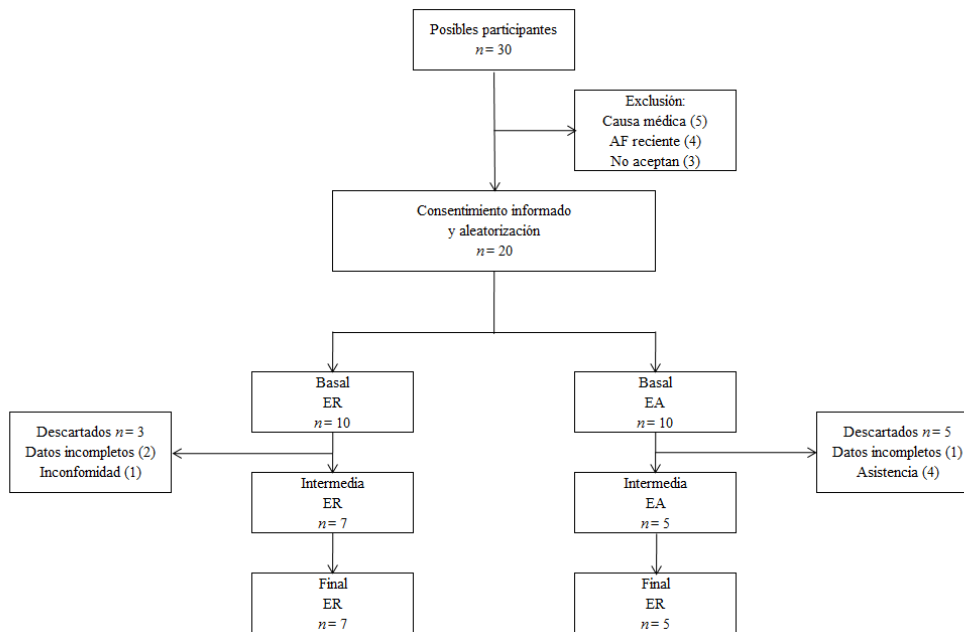 Posibles participantes
n= 30
Exclusión:
Causa médica (5)
AF reciente (4)
No aceptan (3)
Consentimiento informado
y aleatorización
n= 20
Basal
ER
n= 10
Basal
EA
n= 10
Descartados n= 3
Datos incompletos (2)
Inconfomidad (1)
Descartados n= 5
Datos incompletos (1)
Asistencia (4)
Intermedia
ER
n= 7
Intermedia
EA
n= 5
Final
ER
n= 7
Final
ER
n= 5